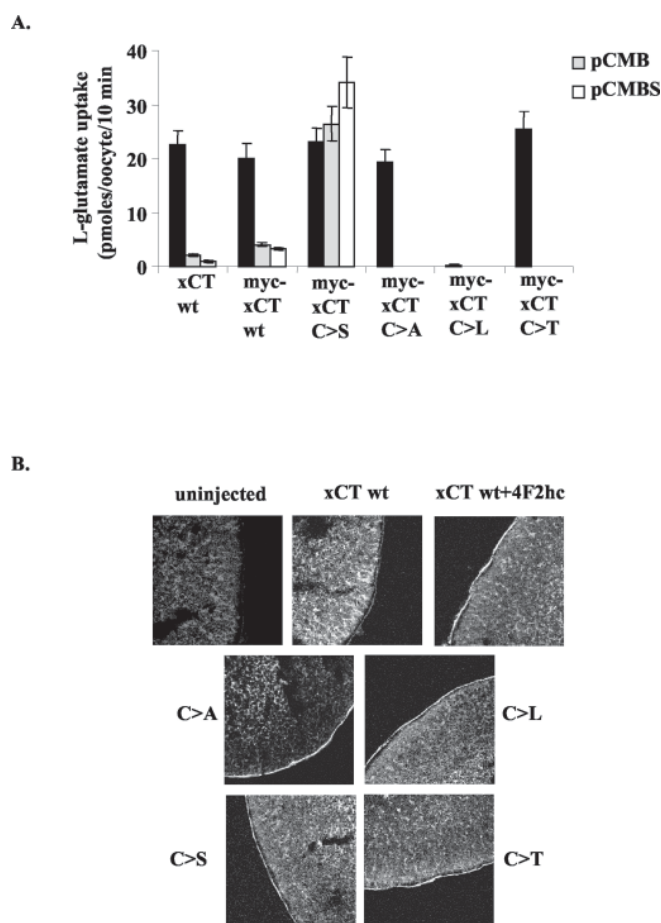 A.
L-glutamate uptake
(pmoles/oocyte/10 min
40
30
20
10
0
pCMB
pCMBS
xCT
wt
myc-
xCT
wt
myc-
xCT
C>S
myc-
xCT
C>A
myc-
xCT
C>L
myc-
xCT
C>T
B.
uninjected
xCT wt
xCT wt+4F2hc
C>A
C>L
C>S
C>T